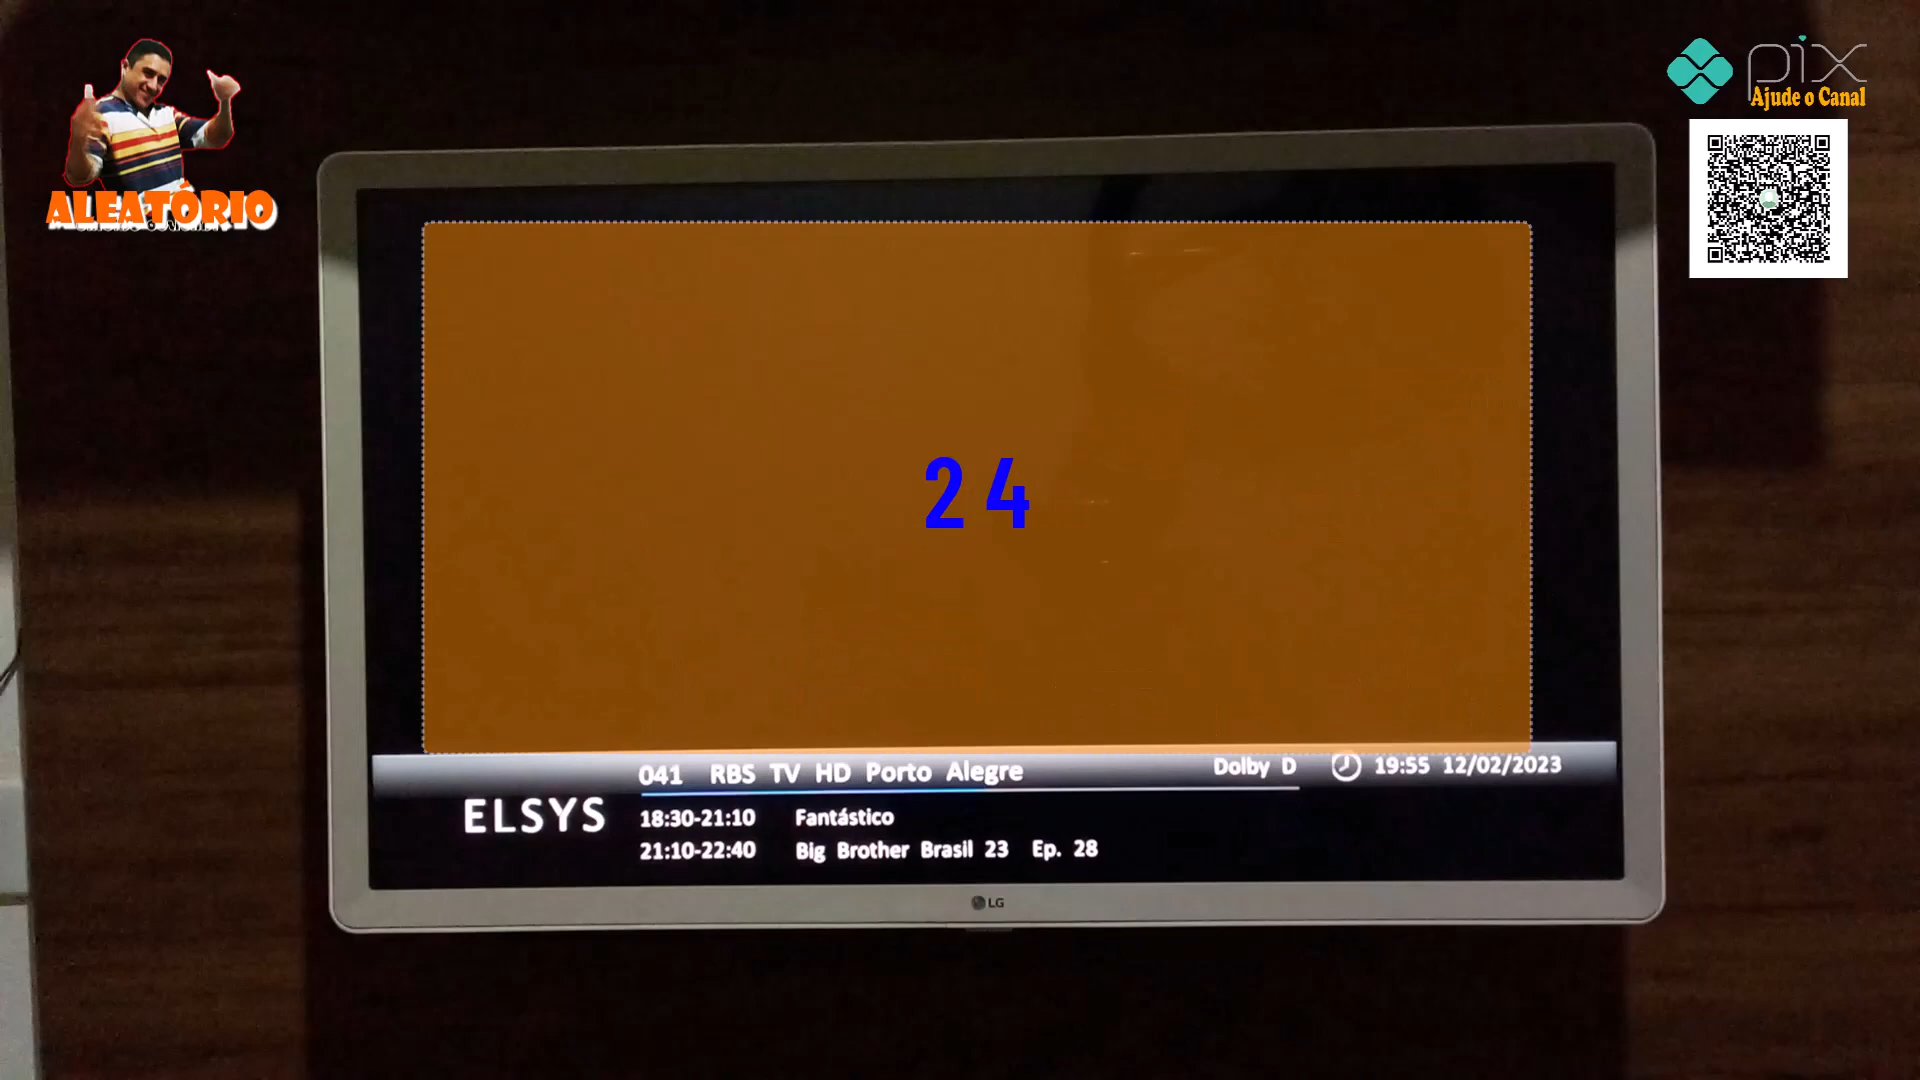 pix
Ajude o Canal
ALEATÓRIO
24
041 RBS TV HD Porto Alegre
Dolby D
19:55 12/02/2023
ELSYS
18:30-21:10 Fantástico
21:10-22:40 Big Brother Brasil 23 Ep. 28
LG